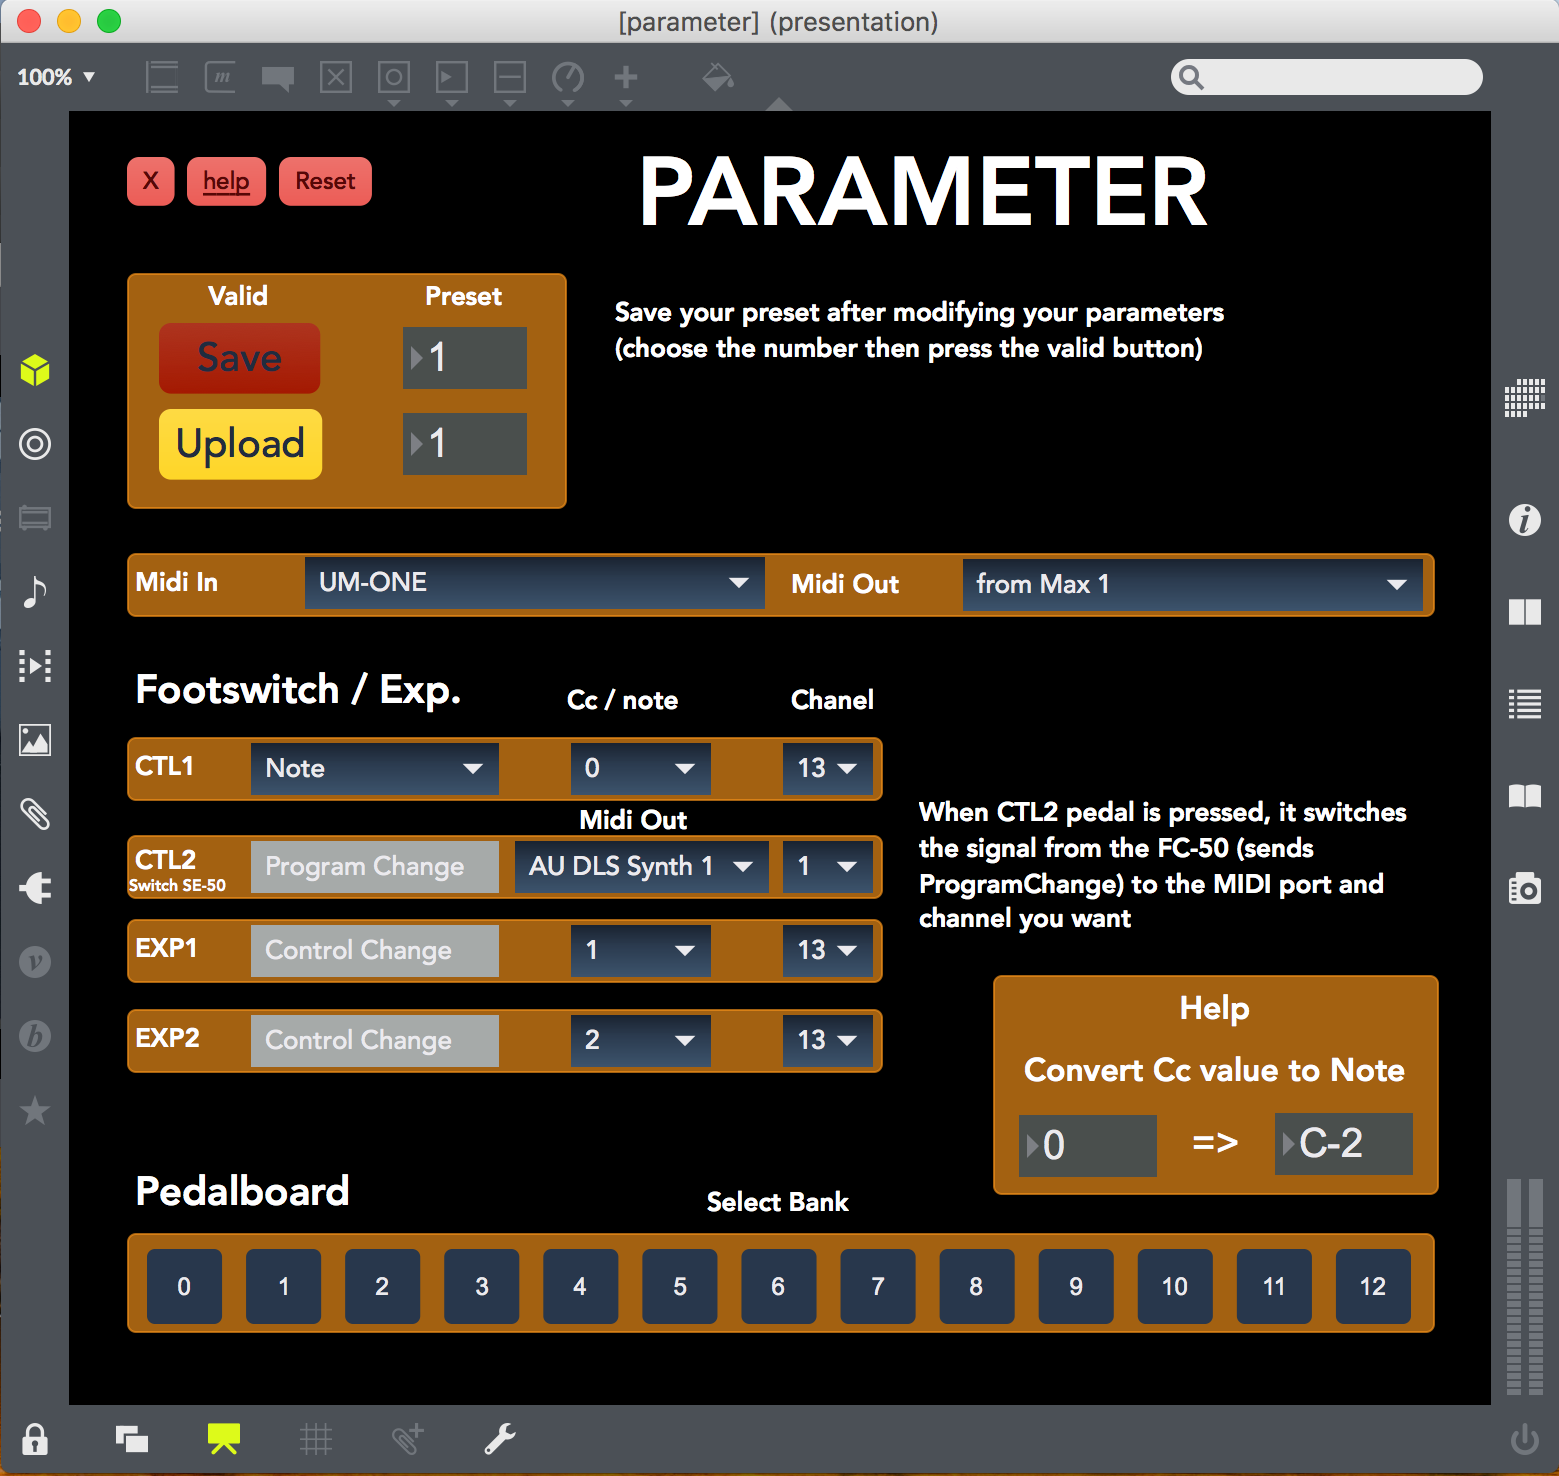 [parameter] (presentation)
100%
m
X help Reset
PARAMETER
Valid Preset
Save 1
Upload 1
Save your preset after modifying your parameters
(choose the number then press the valid button)
Midi In UM-ONE Midi Out from Max 1
Footswitch / Exp. Cc / note Chanel
CTL1 Note 0 13
Midi Out
CTL2 Program Change AU DLS Synth 1 1
Switch SE-50
EXP1 Control Change 1 13
EXP2 Control Change 2 13
When CTL2 pedal is pressed, it switches
the signal from the FC-50 (sends
ProgramChange) to the MIDI port and
channel you want
Help
Convert Cc value to Note
0 => C-2
Pedalboard Select Bank
0 1 2 3 4 5 6 7 8 9 10 11 12
i
v
b